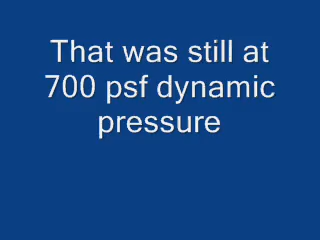 That was still at
700 psf dynamic
pressure